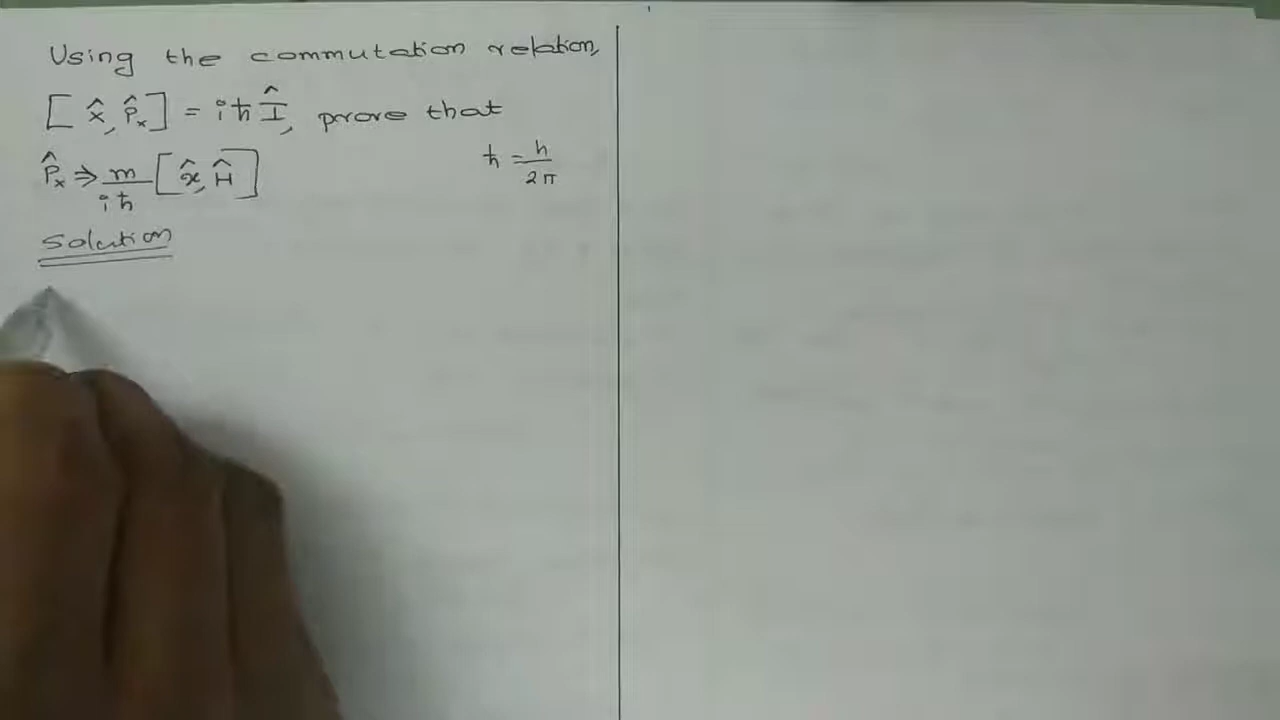 Using the commutation relation,
[x̂, p̂ₓ] = iħ Î, prove that
p̂ₓ ⇒ m/iħ [x̂, Ĥ]
ħ = h/2π
Solution